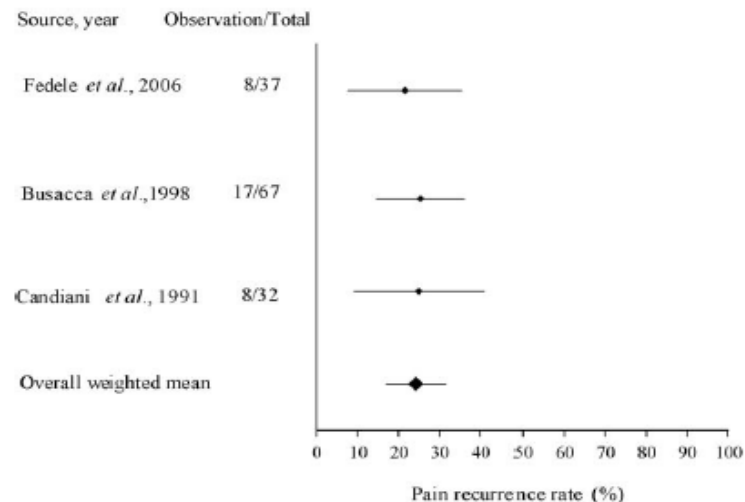 Source, year Observation/Total
Fedele et al., 2006 8/37
Busacca et al.,1998 17/67
Candiani et al., 1991 8/32
Overall weighted mean
0 10 20 30 40 50 60 70 80 90 100
Pain recurrence rate (%)